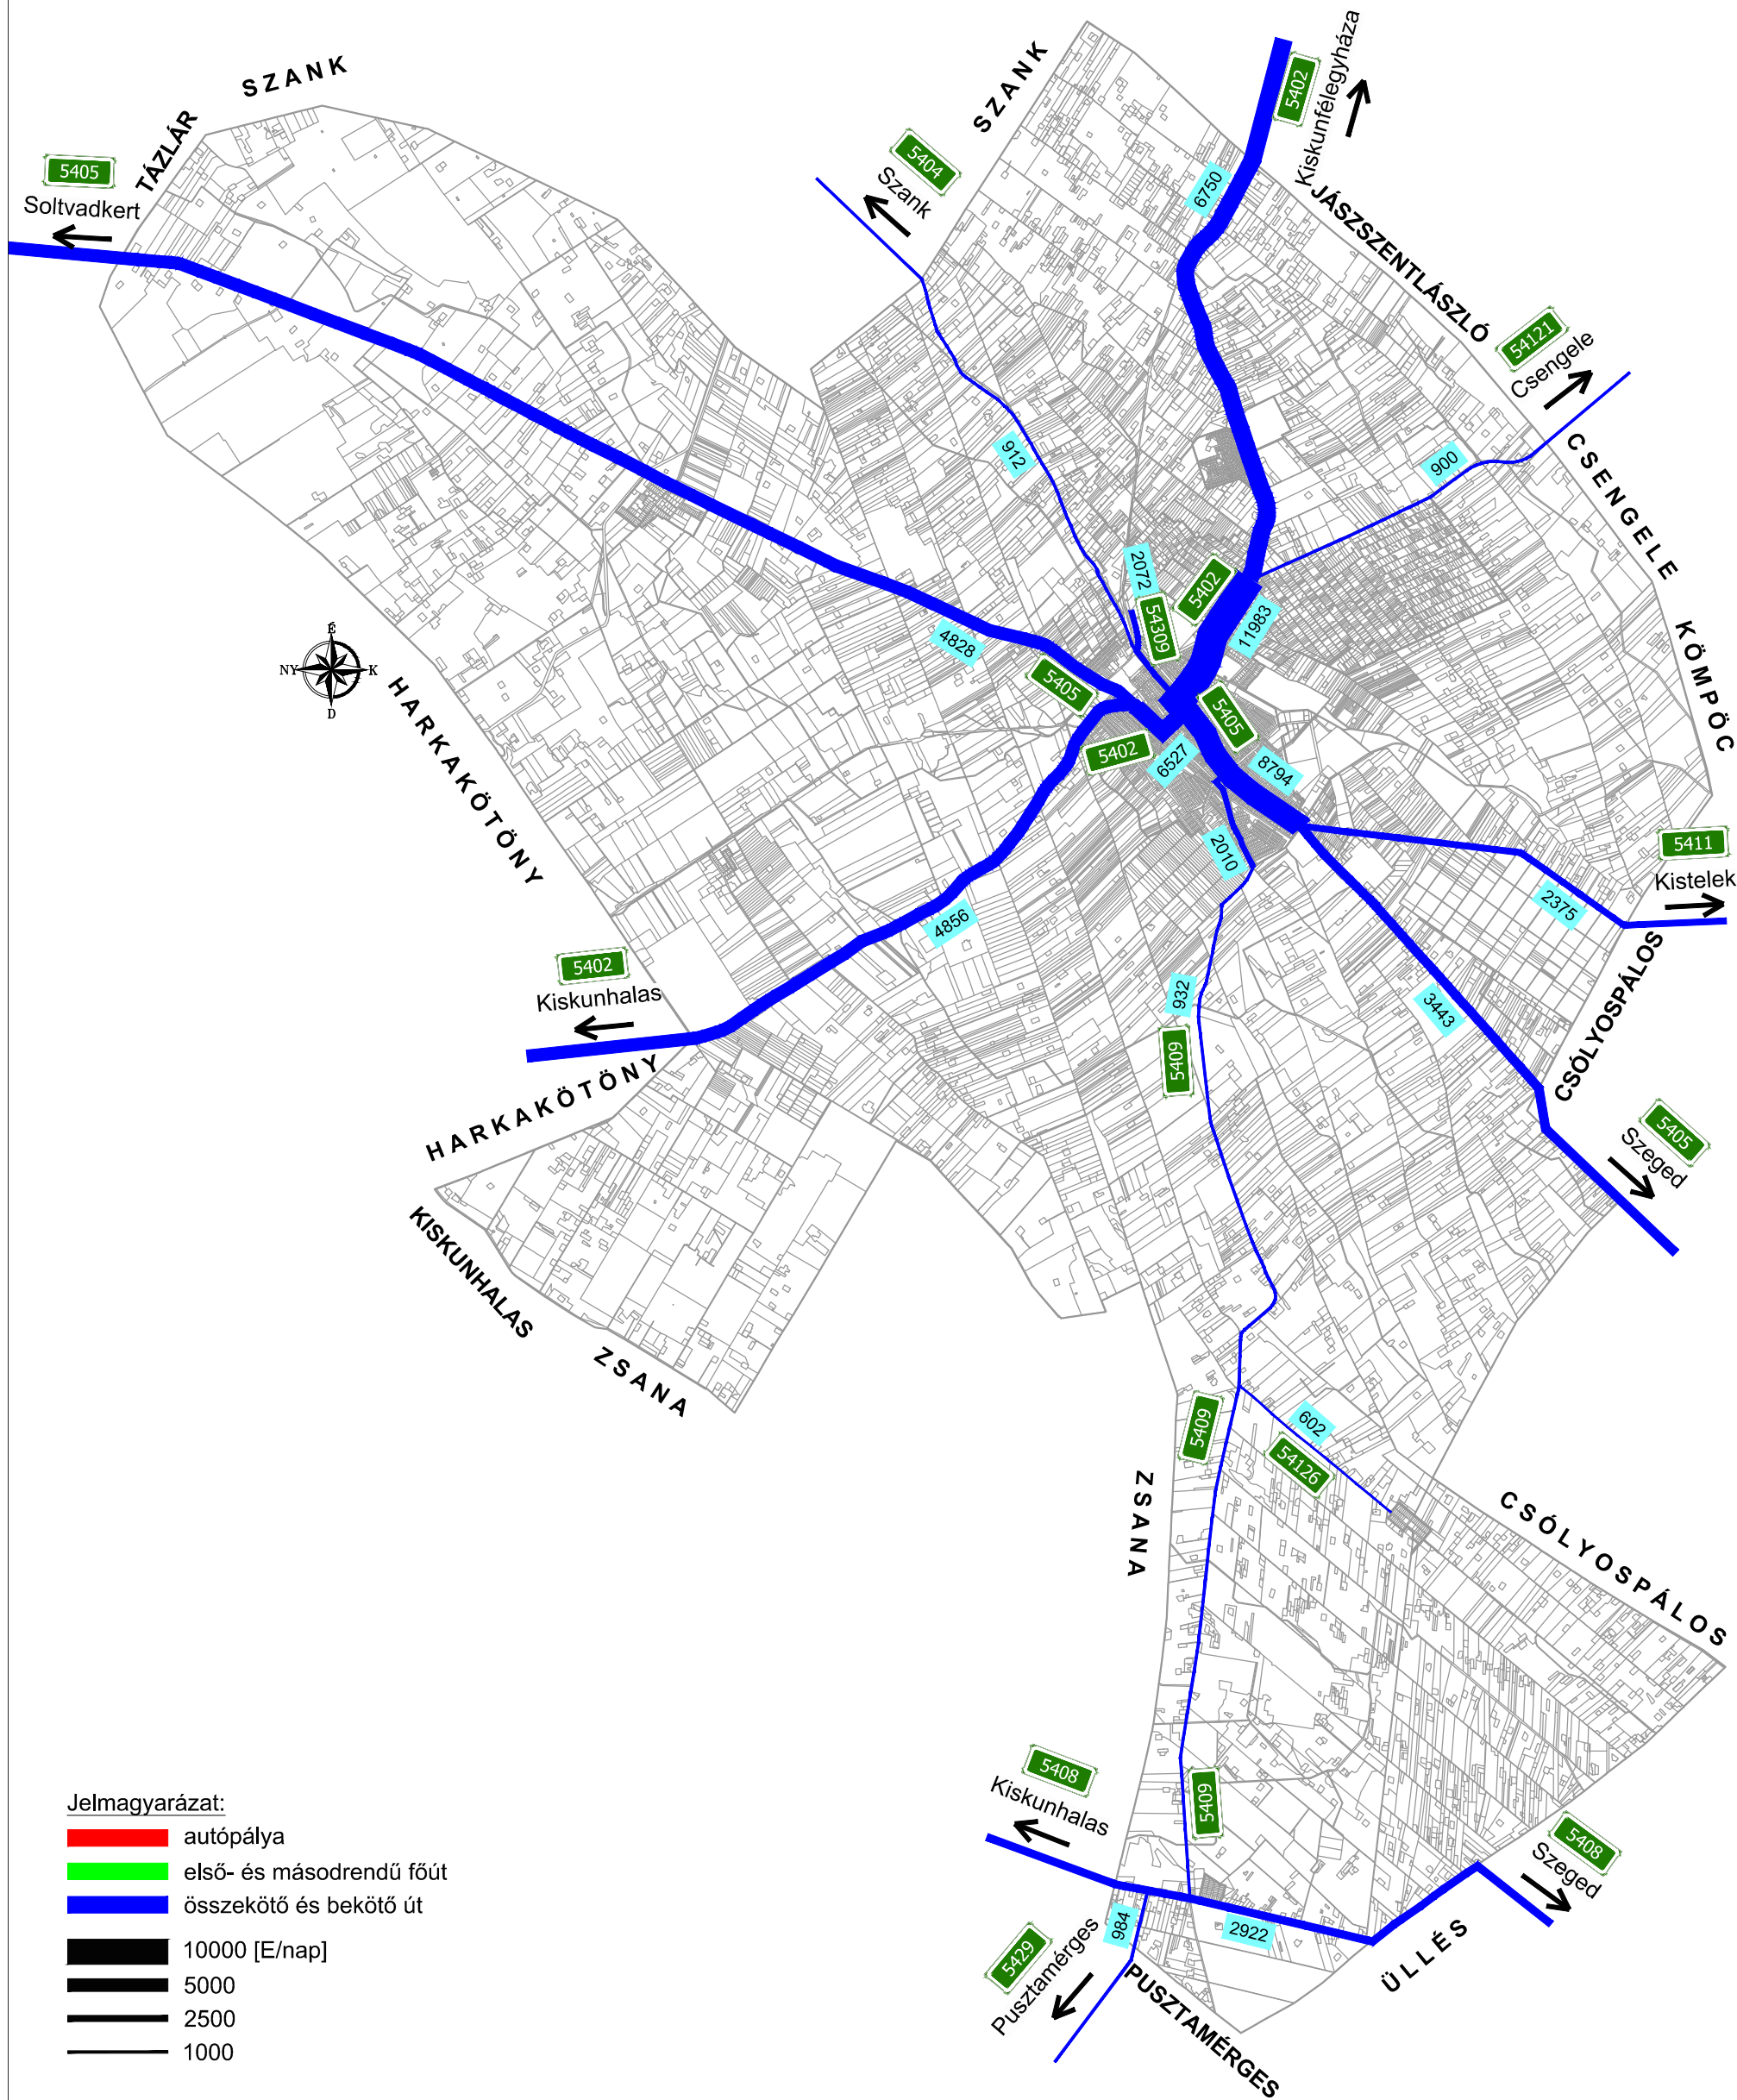 SZANK
TÁZLÁR
5405
Soltvadkert
SZANK
5404
Szank
5402
Kiskunfélegyháza
6750
JÁSZSZENTLÁSZLÓ
54121
Csengele
CSENGELE
912
900
2072
54309
5402
11983
KÖMPÖC
4828
5405
5405
5402
6527
8794
É
NY
K
D
HARKAKÖTÖNY
2010
5411
Kistelek
2375
4856
932
3443
CSÓLYOSPÁLOS
5402
Kiskunhalas
HARKAKÖTÖNY
5409
5405
Szeged
KISKUNHALAS
ZSANA
5409
602
54126
ZSANA
CSÓLYOSPÁLOS
5408
Kiskunhalas
5409
5408
Szeged
984
2922
ÜLLÉS
5429
Pusztamérges
PUSZTAMÉRGES
Jelmagyarázat:
autópálya
első- és másodrendű főút
összekötő és bekötő út
10000 [E/nap]
5000
2500
1000